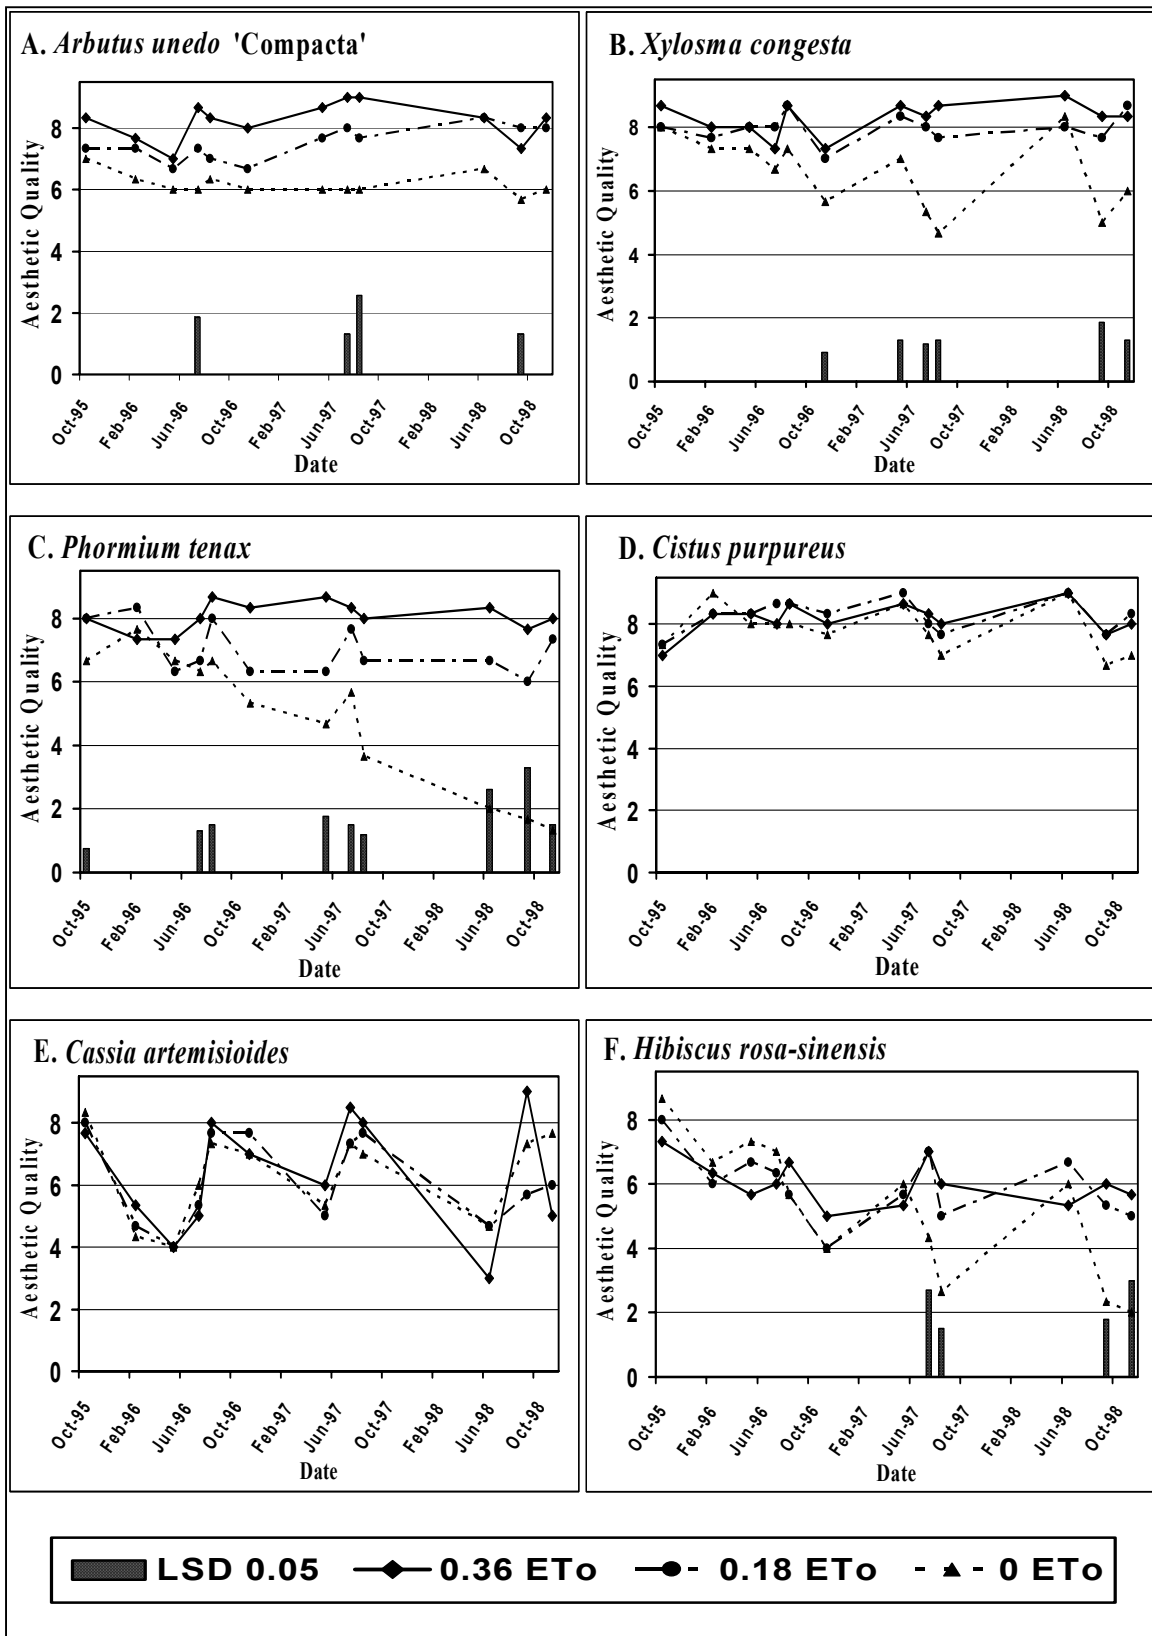 A. Arbutus unedo 'Compacta'
Aesthetic Quality
8
6
4
2
0
Oct-95 Feb-96 Jun-96 Oct-96 Feb-97 Jun-97 Oct-97 Feb-98 Jun-98 Oct-98
Date
B. Xylosma congesta
Aesthetic Quality
8
6
4
2
0
Oct-95 Feb-96 Jun-96 Oct-96 Feb-97 Jun-97 Oct-97 Feb-98 Jun-98 Oct-98
Date
C. Phormium tenax
Aesthetic Quality
8
6
4
2
0
Oct-95 Feb-96 Jun-96 Oct-96 Feb-97 Jun-97 Oct-97 Feb-98 Jun-98 Oct-98
Date
D. Cistus purpureus
Aesthetic Quality
8
6
4
2
0
Oct-95 Feb-96 Jun-96 Oct-96 Feb-97 Jun-97 Oct-97 Feb-98 Jun-98 Oct-98
Date
E. Cassia artemisioides
Aesthetic Quality
8
6
4
2
0
Oct-95 Feb-96 Jun-96 Oct-96 Feb-97 Jun-97 Oct-97 Feb-98 Jun-98 Oct-98
Date
F. Hibiscus rosa-sinensis
Aesthetic Quality
8
6
4
2
0
Oct-95 Feb-96 Jun-96 Oct-96 Feb-97 Jun-97 Oct-97 Feb-98 Jun-98 Oct-98
Date
LSD 0.05 0.36 ETo 0.18 ETo 0 ETo